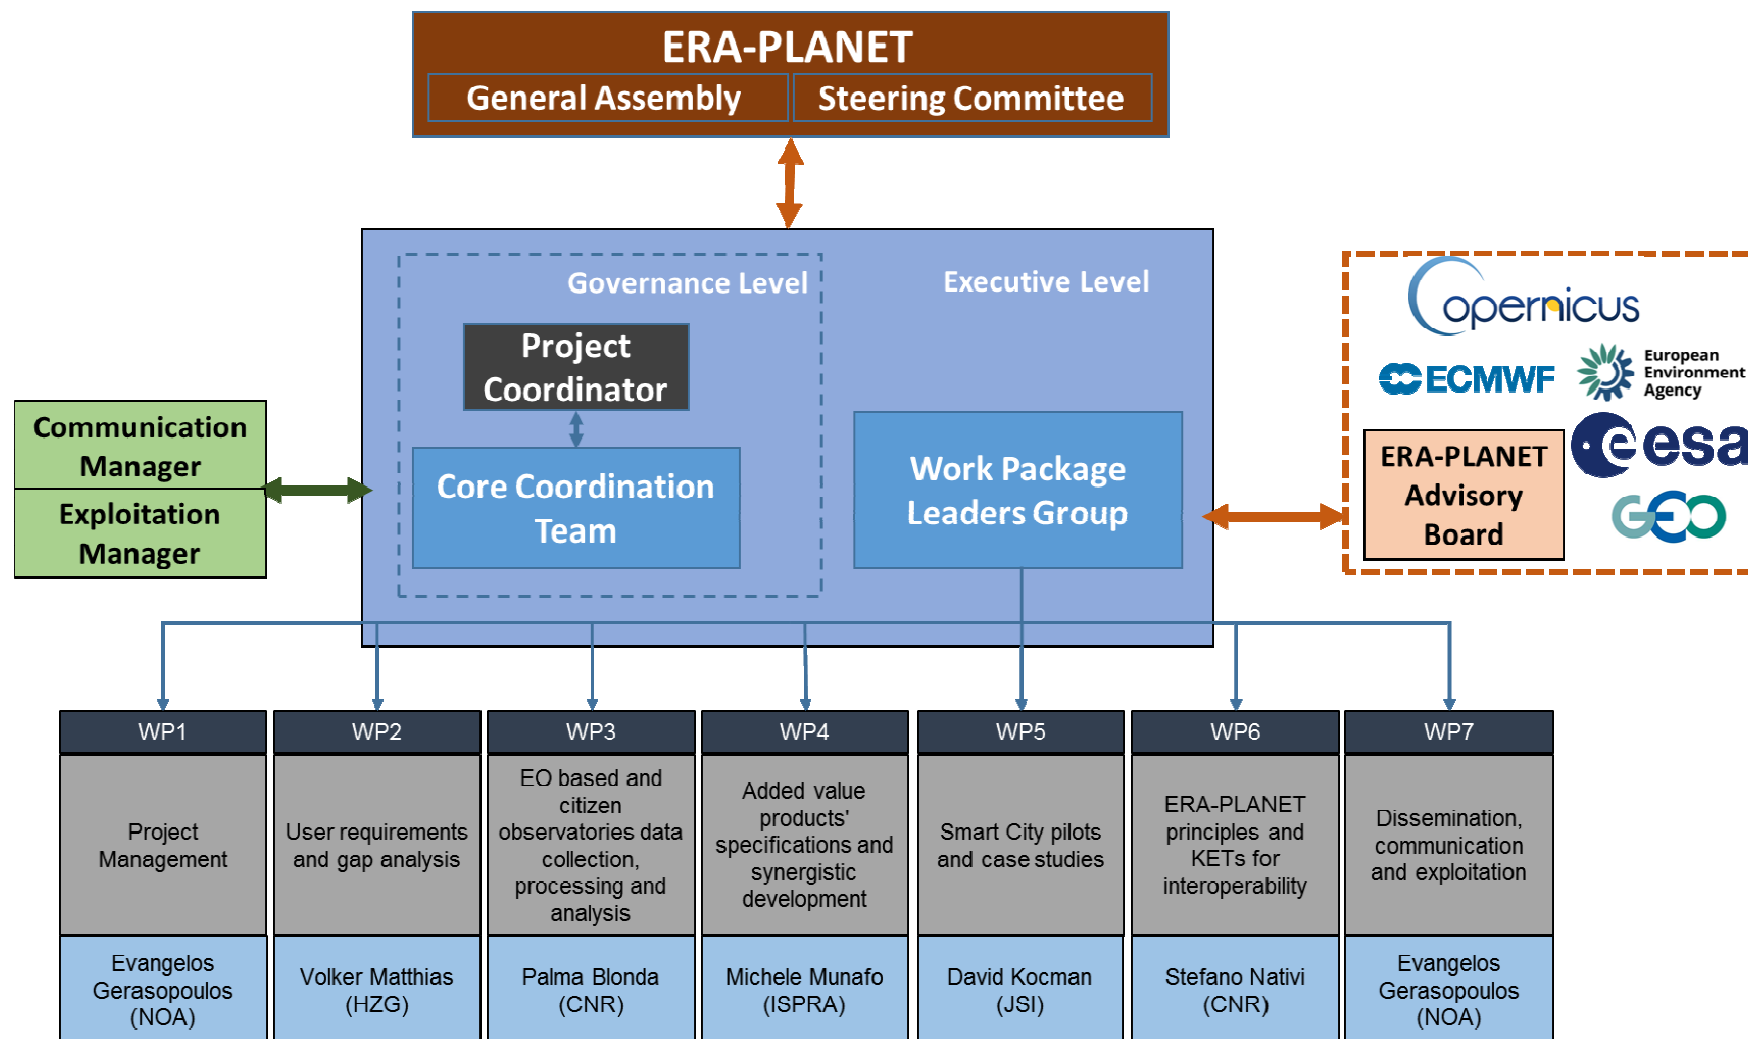 ERA-PLANET
General Assembly
Steering Committee
Governance Level
Executive Level
Project
Coordinator
Core Coordination
Team
Work Package
Leaders Group
Communication
Manager
Exploitation
Manager
Copernicus
ECMWF
European
Environment
Agency
esa
ERA-PLANET
Advisory
Board
GEO
WP1
WP2
WP3
WP4
WP5
WP6
WP7
Project
Management
User requirements
and gap analysis
EO based and
citizen
observatories data
collection,
processing and
analysis
Added value
products'
specifications and
synergistic
development
Smart City pilots
and case studies
ERA-PLANET
principles and
KETs for
interoperability
Dissemination,
communication
and exploitation
Evangelos
Gerasopoulos
(NOA)
Volker Matthias
(HZG)
Palma Blonda
(CNR)
Michele Munafo
(ISPRA)
David Kocman
(JSI)
Stefano Nativi
(CNR)
Evangelos
Gerasopoulos
(NOA)